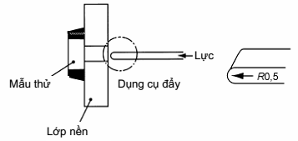 Lực
R0,5
Mẫu thử
Dụng cụ đẩy
Lớp nền